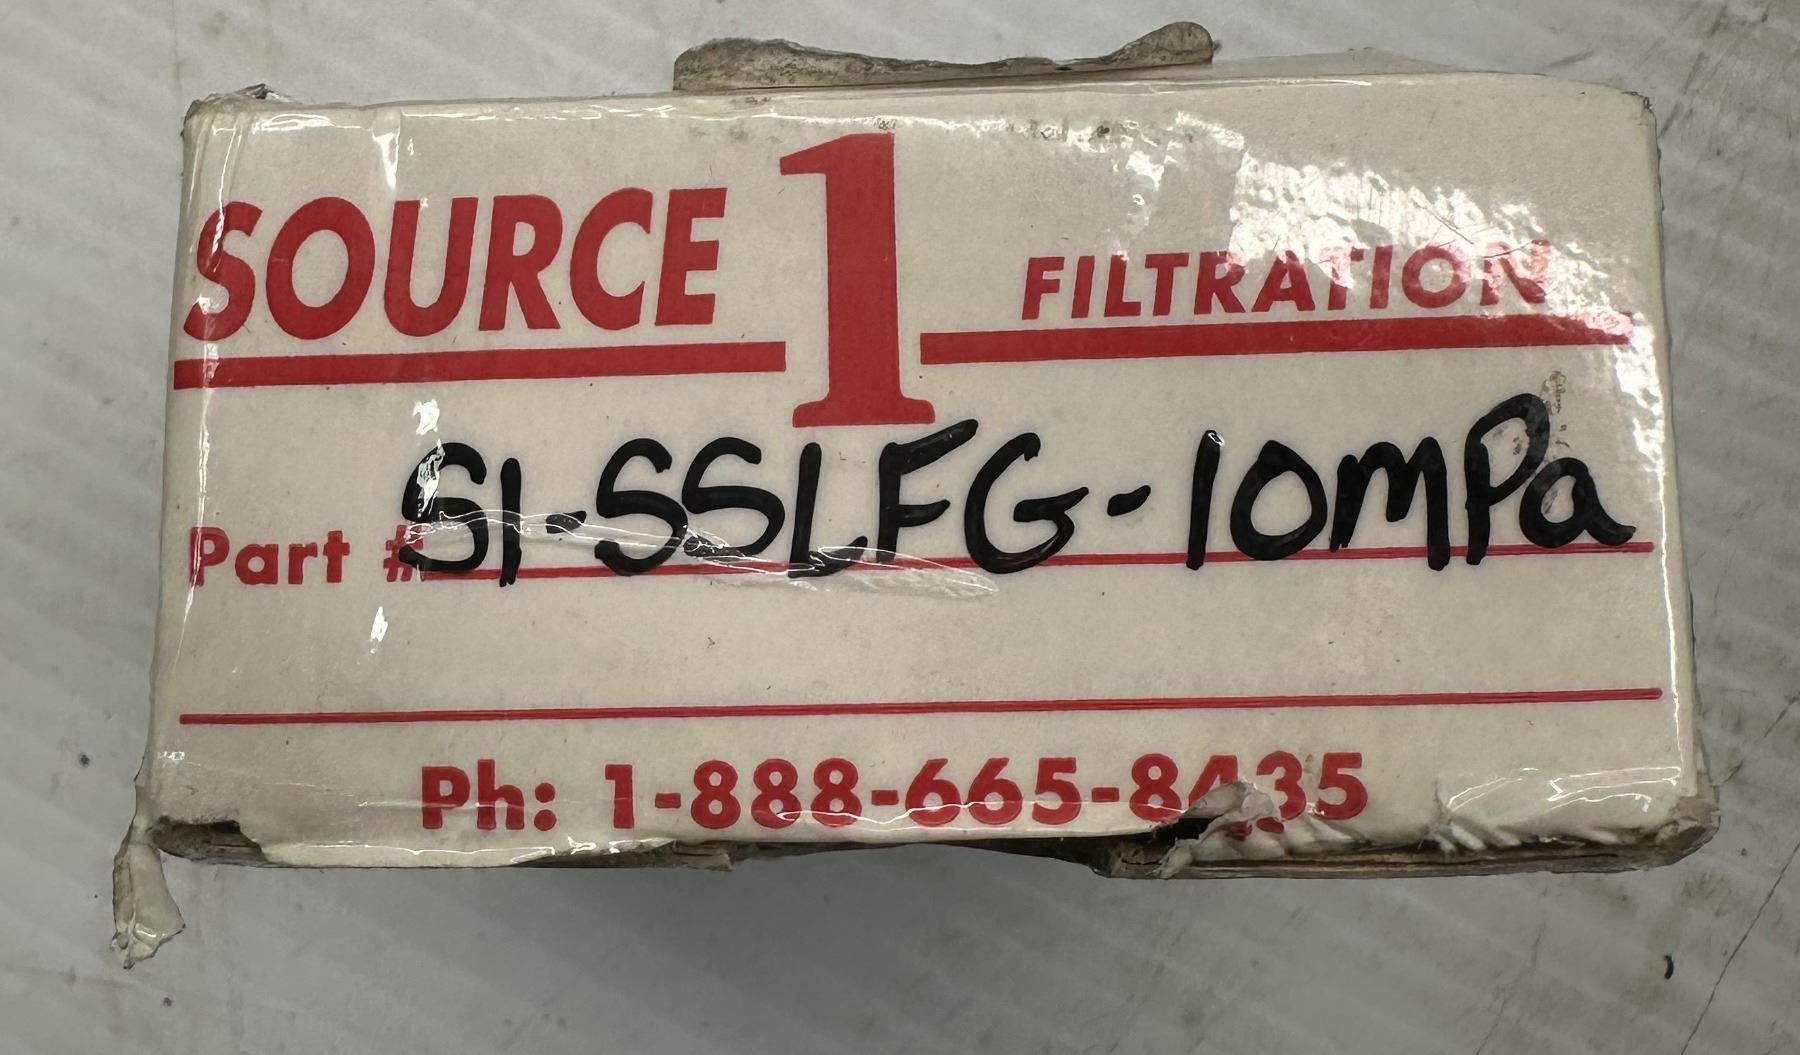 SOURCE 1 FILTRATION
Part # S1-SSLFG-10MPa
Ph: 1-888-665-8435